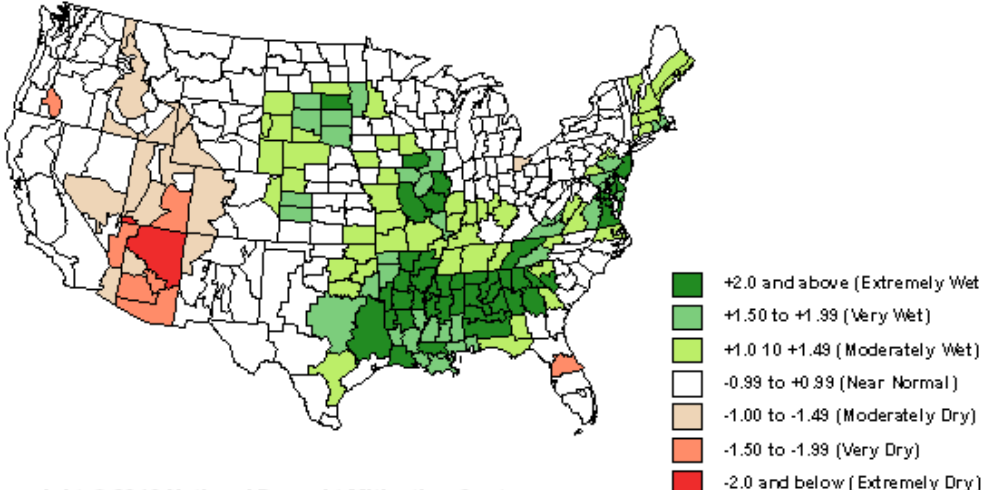 +2.0 and above (Extremely Wet
+1.50 to +1.99 (Very Wet)
+1.0 10 +1.49 (Moderately Wet)
-0.99 to +0.99 (Near Normal)
-1.00 to -1.49 (Moderately Dry)
-1.50 to -1.99 (Very Dry)
-2.0 and below (Extremely Dry)